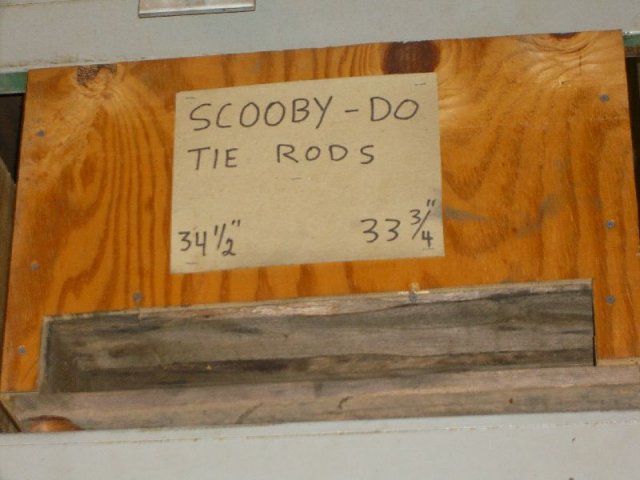 SCOOBY-DO
TIE RODS
34 1/2" 33 3/4"